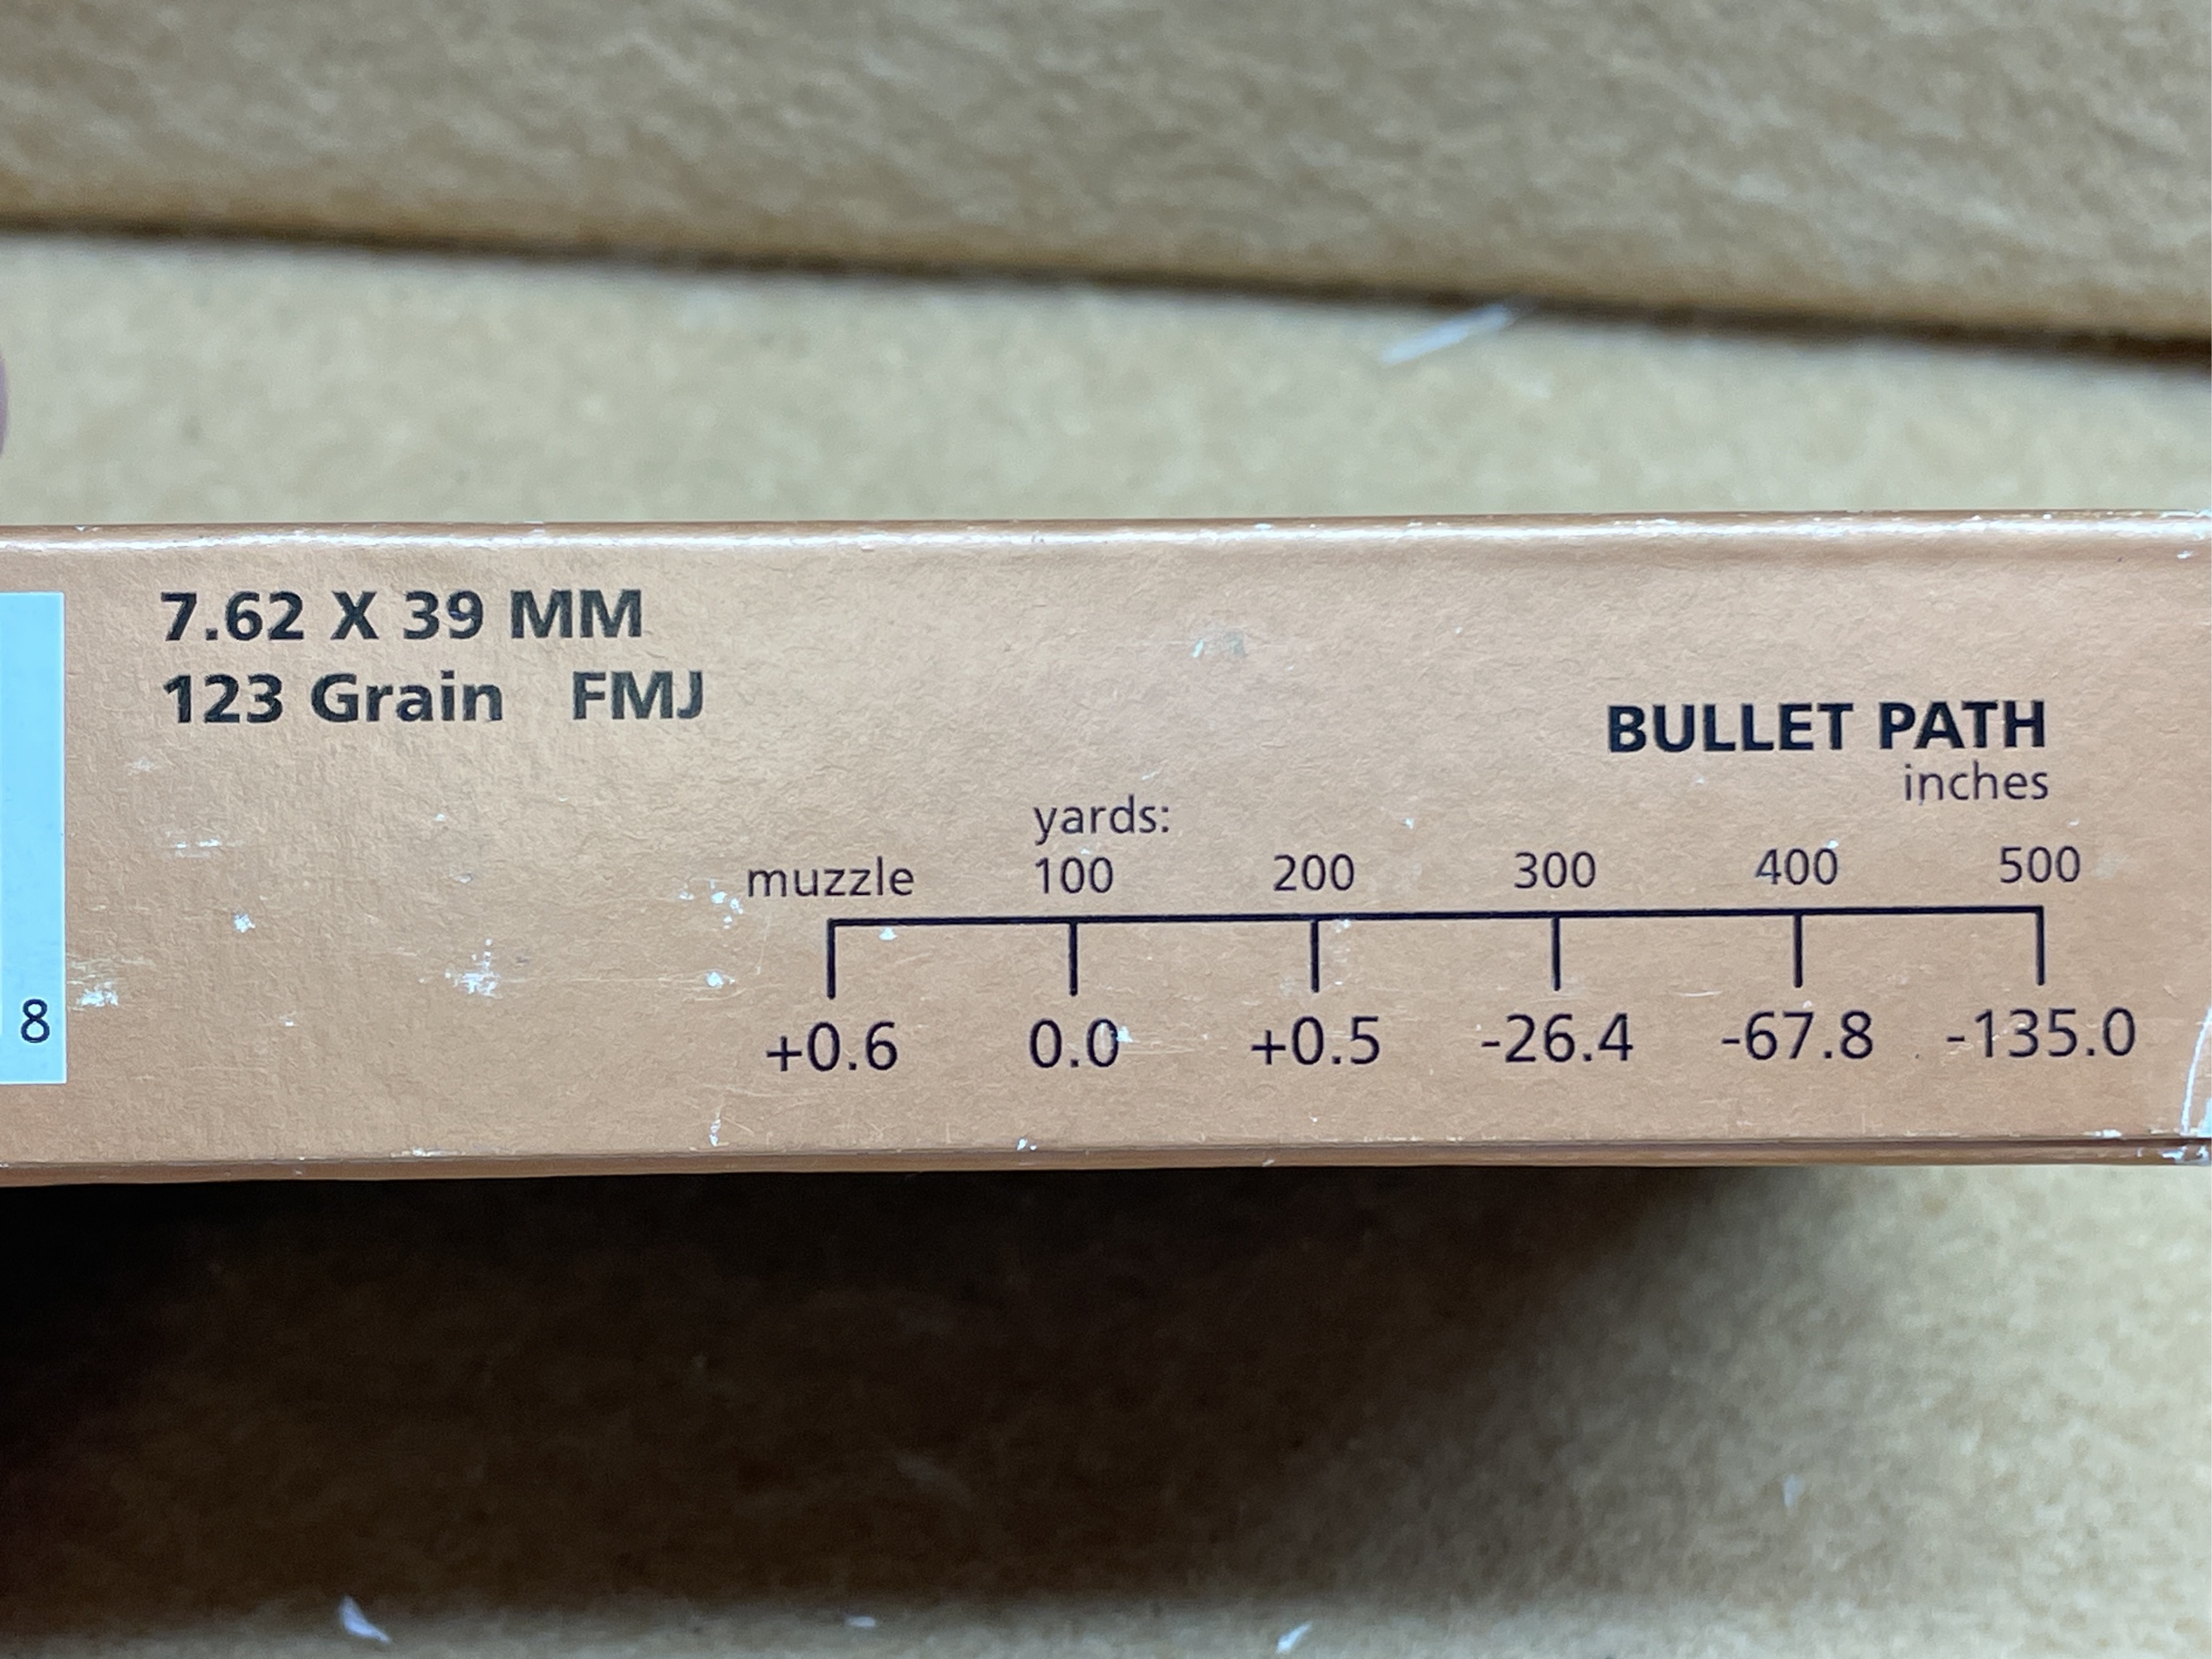 7.62 X 39 MM
123 Grain FMJ
BULLET PATH
inches
yards:
muzzle 100 200 300 400 500
+0.6 0.0 +0.5 -26.4 -67.8 -135.0
8